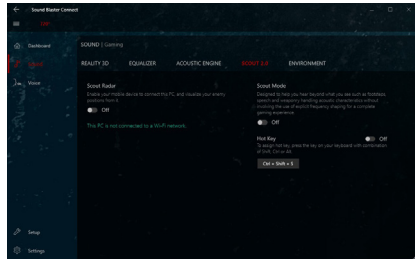 Sound Blaster Connect
Dashboard
SOUND | Gaming
REALITY 3D
EQUALIZER
ACOUSTIC ENGINE
SCOUT 2.0
ENVIRONMENT
Voice
Scout Radar
Enable your mobile device to connect this PC, and visualize your enemy
positions from it
Off
This PC is not connected to a Wi-Fi network.
Scout Mode
Designed to help you hear beyond what you see such as footsteps,
speech and weaponry handling acoustic characteristics without
involving the use of explicit frequency shaping for a complete
gaming experience
Off
Hot Key
Off
To assign hot key, press the key on your keyboard with combination
of Shift, Ctrl or Alt
Ctrl + Shift + S
Setup
Settings